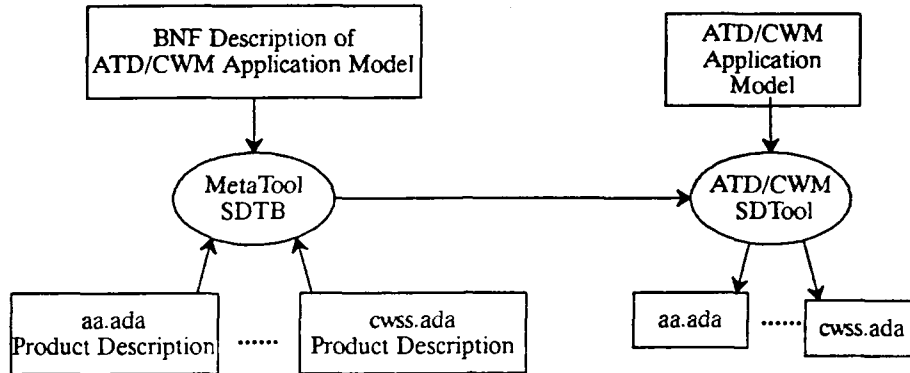 BNF Description of
ATD/CWM Application Model
ATD/CWM
Application
Model
MetaTool
SDTB
ATD/CWM
SDTool
aa.ada
Product Description
......
cwss.ada
Product Description
aa.ada
......
cwss.ada